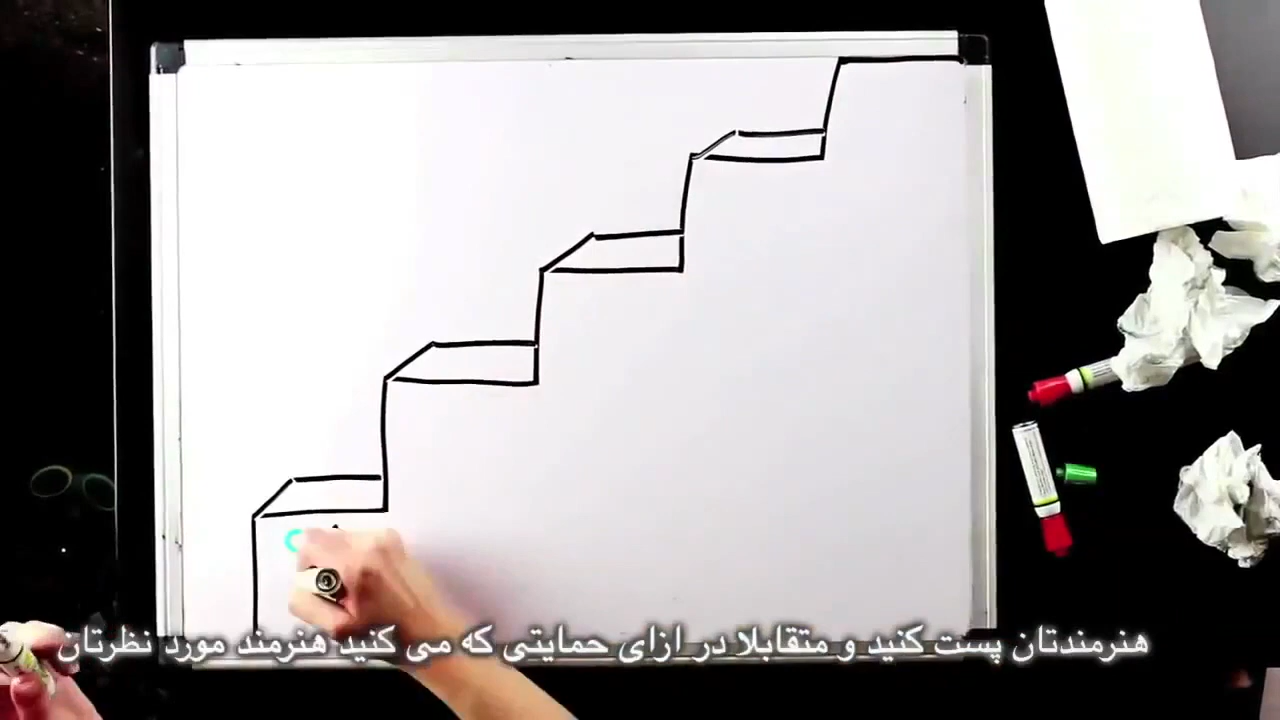 هنرمندتان پست کنید و متقابلا در ازای حمایتی که می کنید هنرمند مورد نظرتان